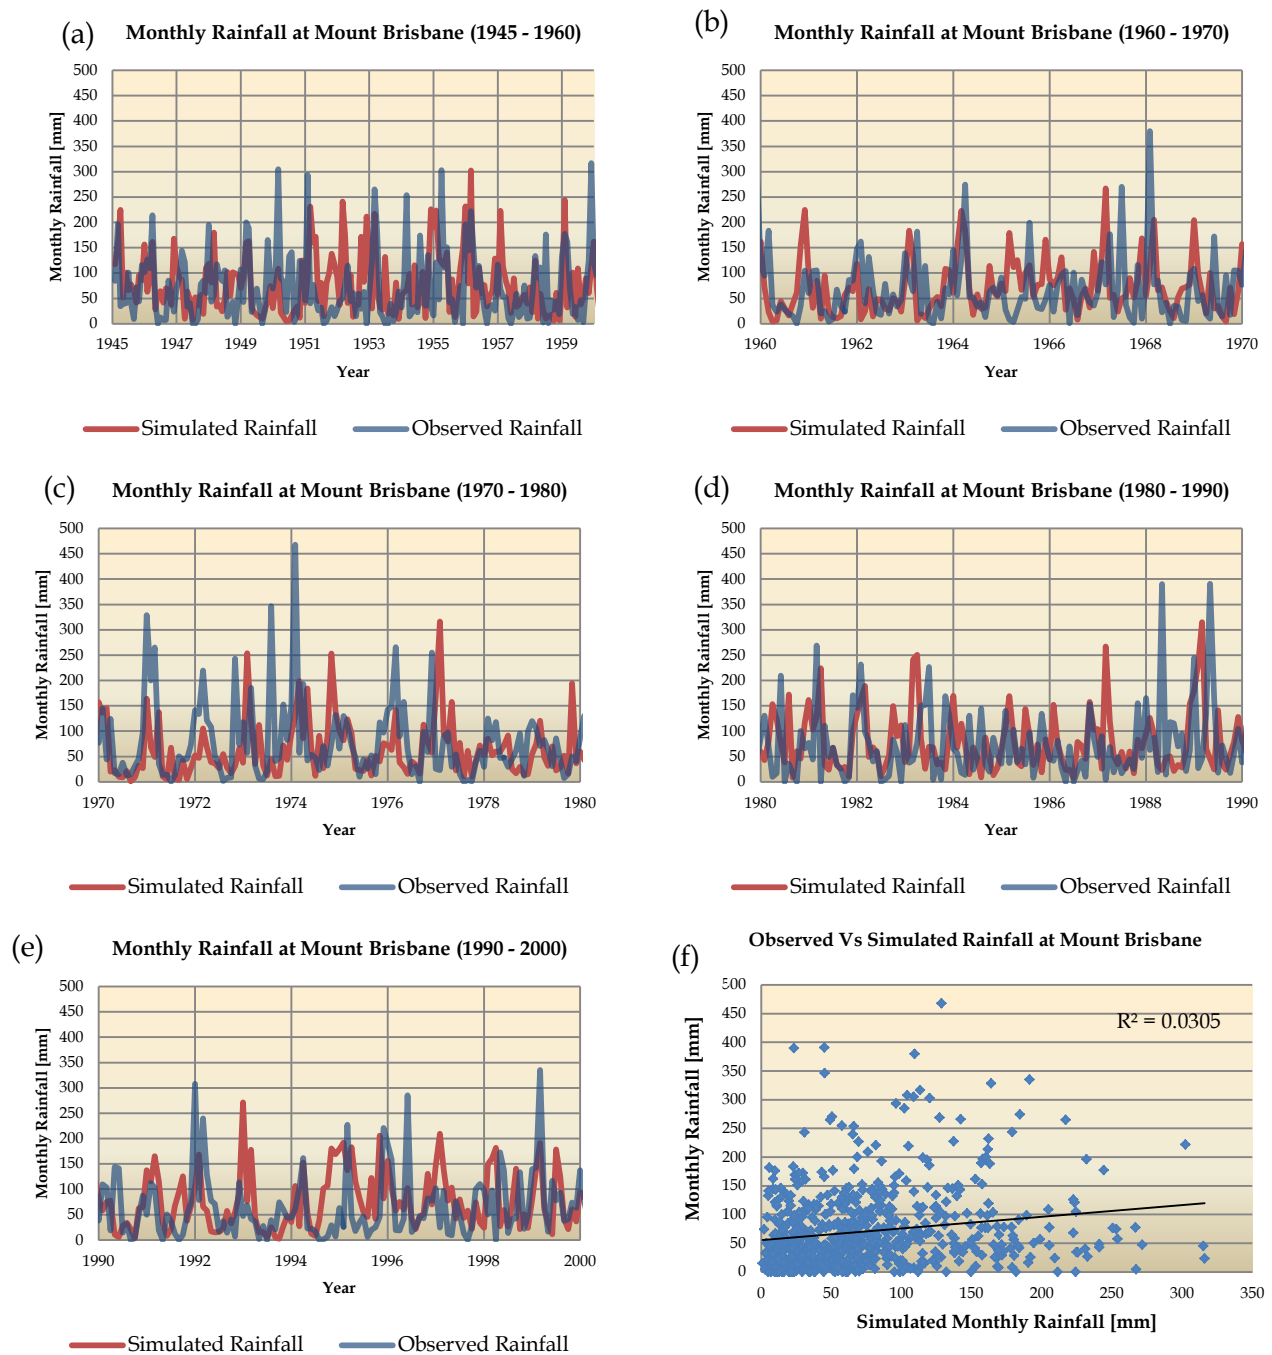 (a) Monthly Rainfall at Mount Brisbane (1945 - 1960)
Monthly Rainfall [mm]
500
450
400
350
300
250
200
150
100
50
0
1945 1947 1949 1951 1953 1955 1957 1959
Year
Simulated Rainfall Observed Rainfall
(b) Monthly Rainfall at Mount Brisbane (1960 - 1970)
Monthly Rainfall [mm]
500
450
400
350
300
250
200
150
100
50
0
1960 1962 1964 1966 1968 1970
Year
Simulated Rainfall Observed Rainfall
(c) Monthly Rainfall at Mount Brisbane (1970 - 1980)
Monthly Rainfall [mm]
500
450
400
350
300
250
200
150
100
50
0
1970 1972 1974 1976 1978 1980
Year
Simulated Rainfall Observed Rainfall
(d) Monthly Rainfall at Mount Brisbane (1980 - 1990)
Monthly Rainfall [mm]
500
450
400
350
300
250
200
150
100
50
0
1980 1982 1984 1986 1988 1990
Year
Simulated Rainfall Observed Rainfall
(e) Monthly Rainfall at Mount Brisbane (1990 - 2000)
Monthly Rainfall [mm]
500
450
400
350
300
250
200
150
100
50
0
1990 1992 1994 1996 1998 2000
Year
Simulated Rainfall Observed Rainfall
(f) Observed Vs Simulated Rainfall at Mount Brisbane
Monthly Rainfall [mm]
500
450
400
350
300
250
200
150
100
50
0
R² = 0.0305
0 50 100 150 200 250 300 350
Simulated Monthly Rainfall [mm]